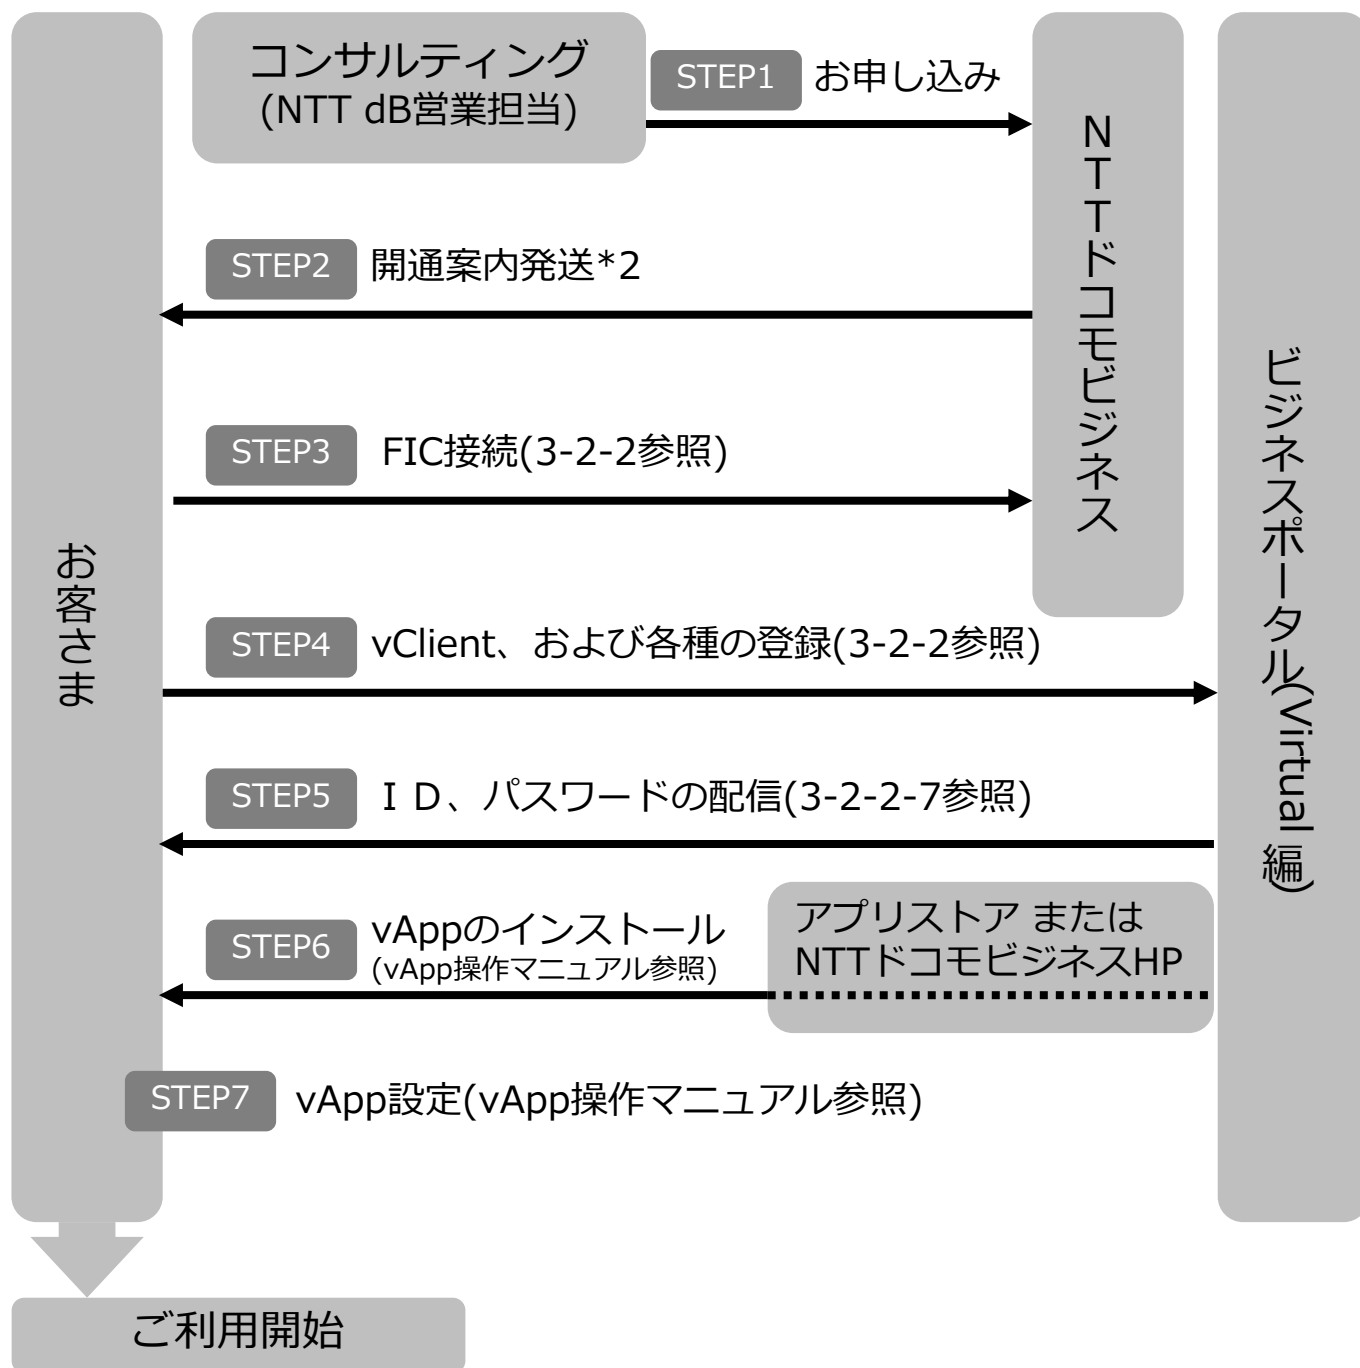 コンサルティング
(NTT dB営業担当)
STEP1 お申し込み
NTTドコモビジネス
ビジネスポータル(Virtual編)
お客さま
STEP2 開通案内発送*2
STEP3 FIC接続(3-2-2参照)
STEP4 vClient、および各種の登録(3-2-2参照)
STEP5 ＩＤ、パスワードの配信(3-2-2-7参照)
STEP6 vAppのインストール
(vApp操作マニュアル参照)
アプリストア または
NTTドコモビジネスHP
STEP7 vApp設定(vApp操作マニュアル参照)
ご利用開始